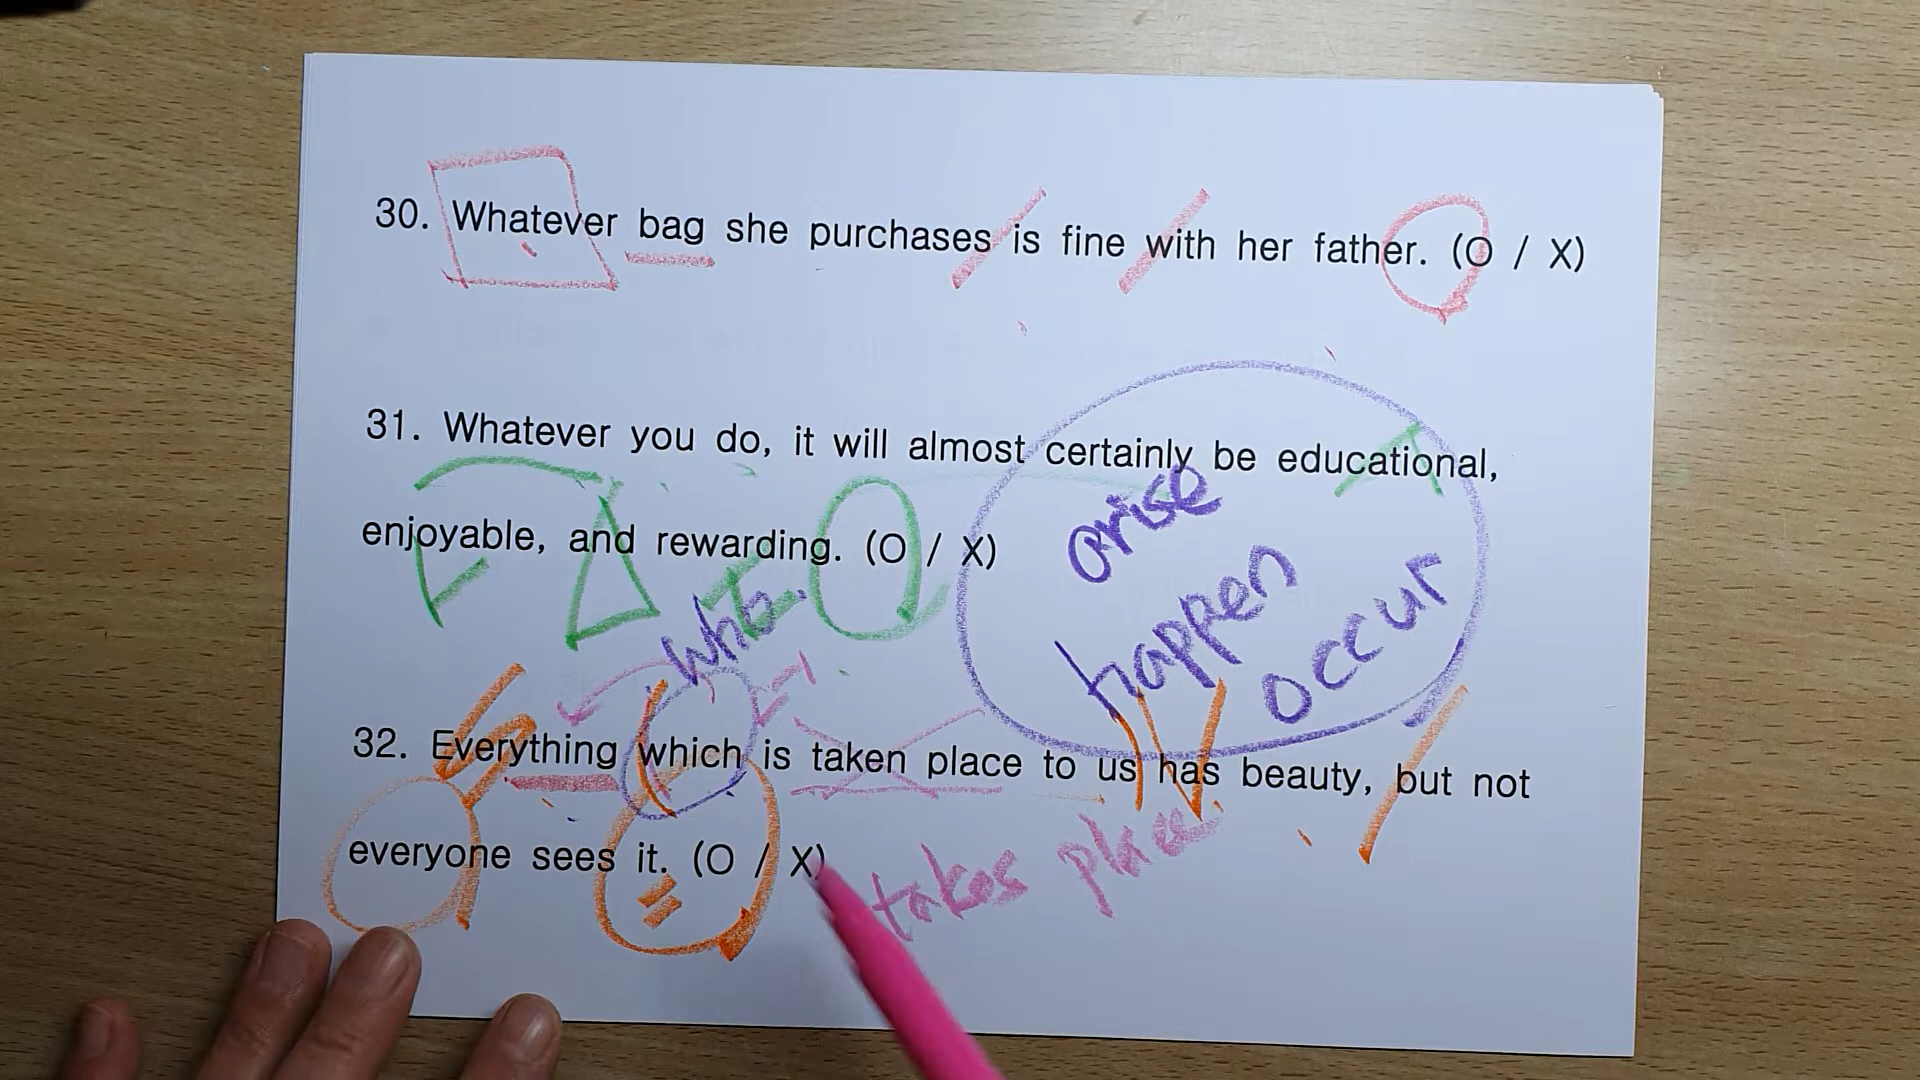 30. Whatever bag she purchases is fine with her father. (O / X)
31. Whatever you do, it will almost certainly be educational,
arise
enjoyable, and rewarding. (O / X)
happen
occur
32. Everything which is taken place to us has beauty, but not
everyone sees it. (O / X)
takes place